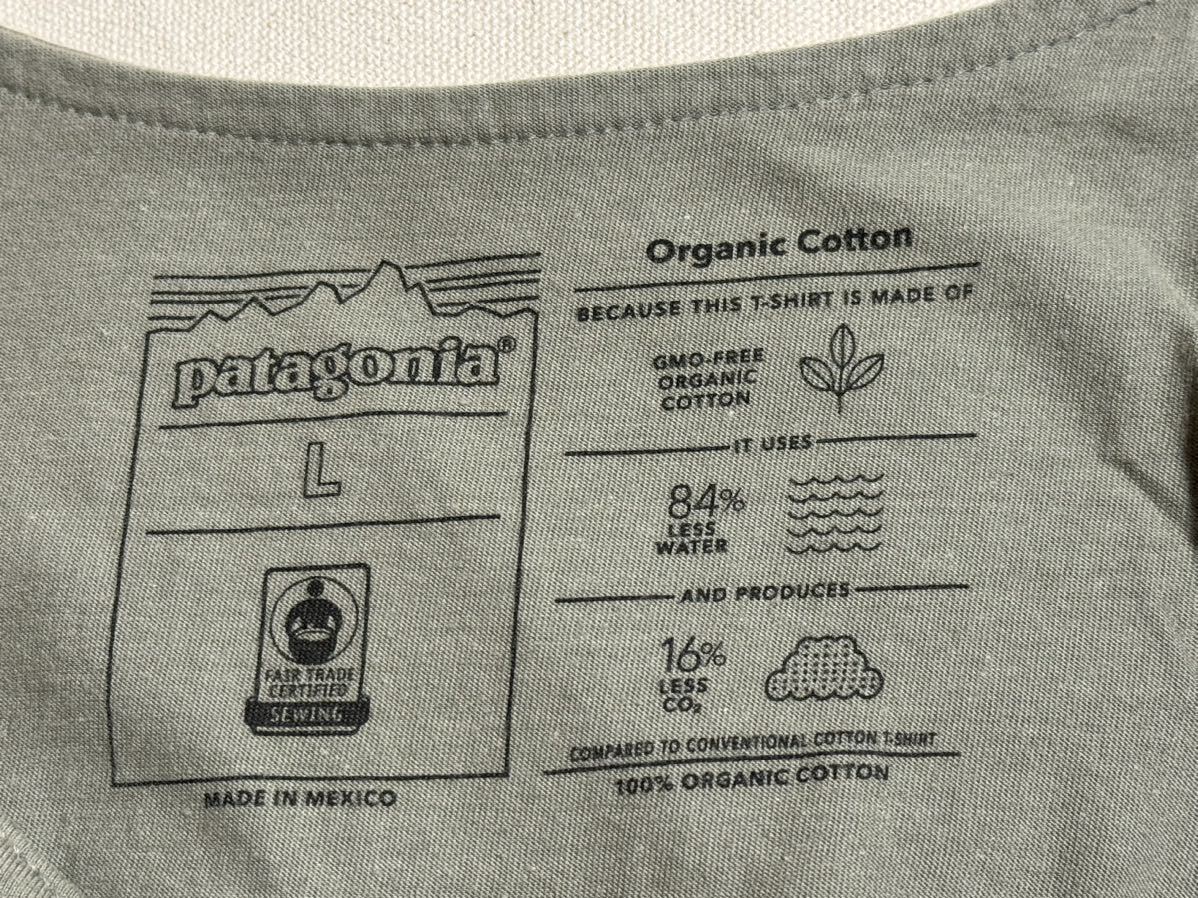 patagonia®
L
FAIR TRADE
CERTIFIED
SEWING
MADE IN MEXICO
Organic Cotton
BECAUSE THIS T-SHIRT IS MADE OF
GMO-FREE
ORGANIC
COTTON
IT USES
84%
LESS
WATER
AND PRODUCES
16%
LESS
CO₂
COMPARED TO CONVENTIONAL COTTON T-SHIRT
100% ORGANIC COTTON